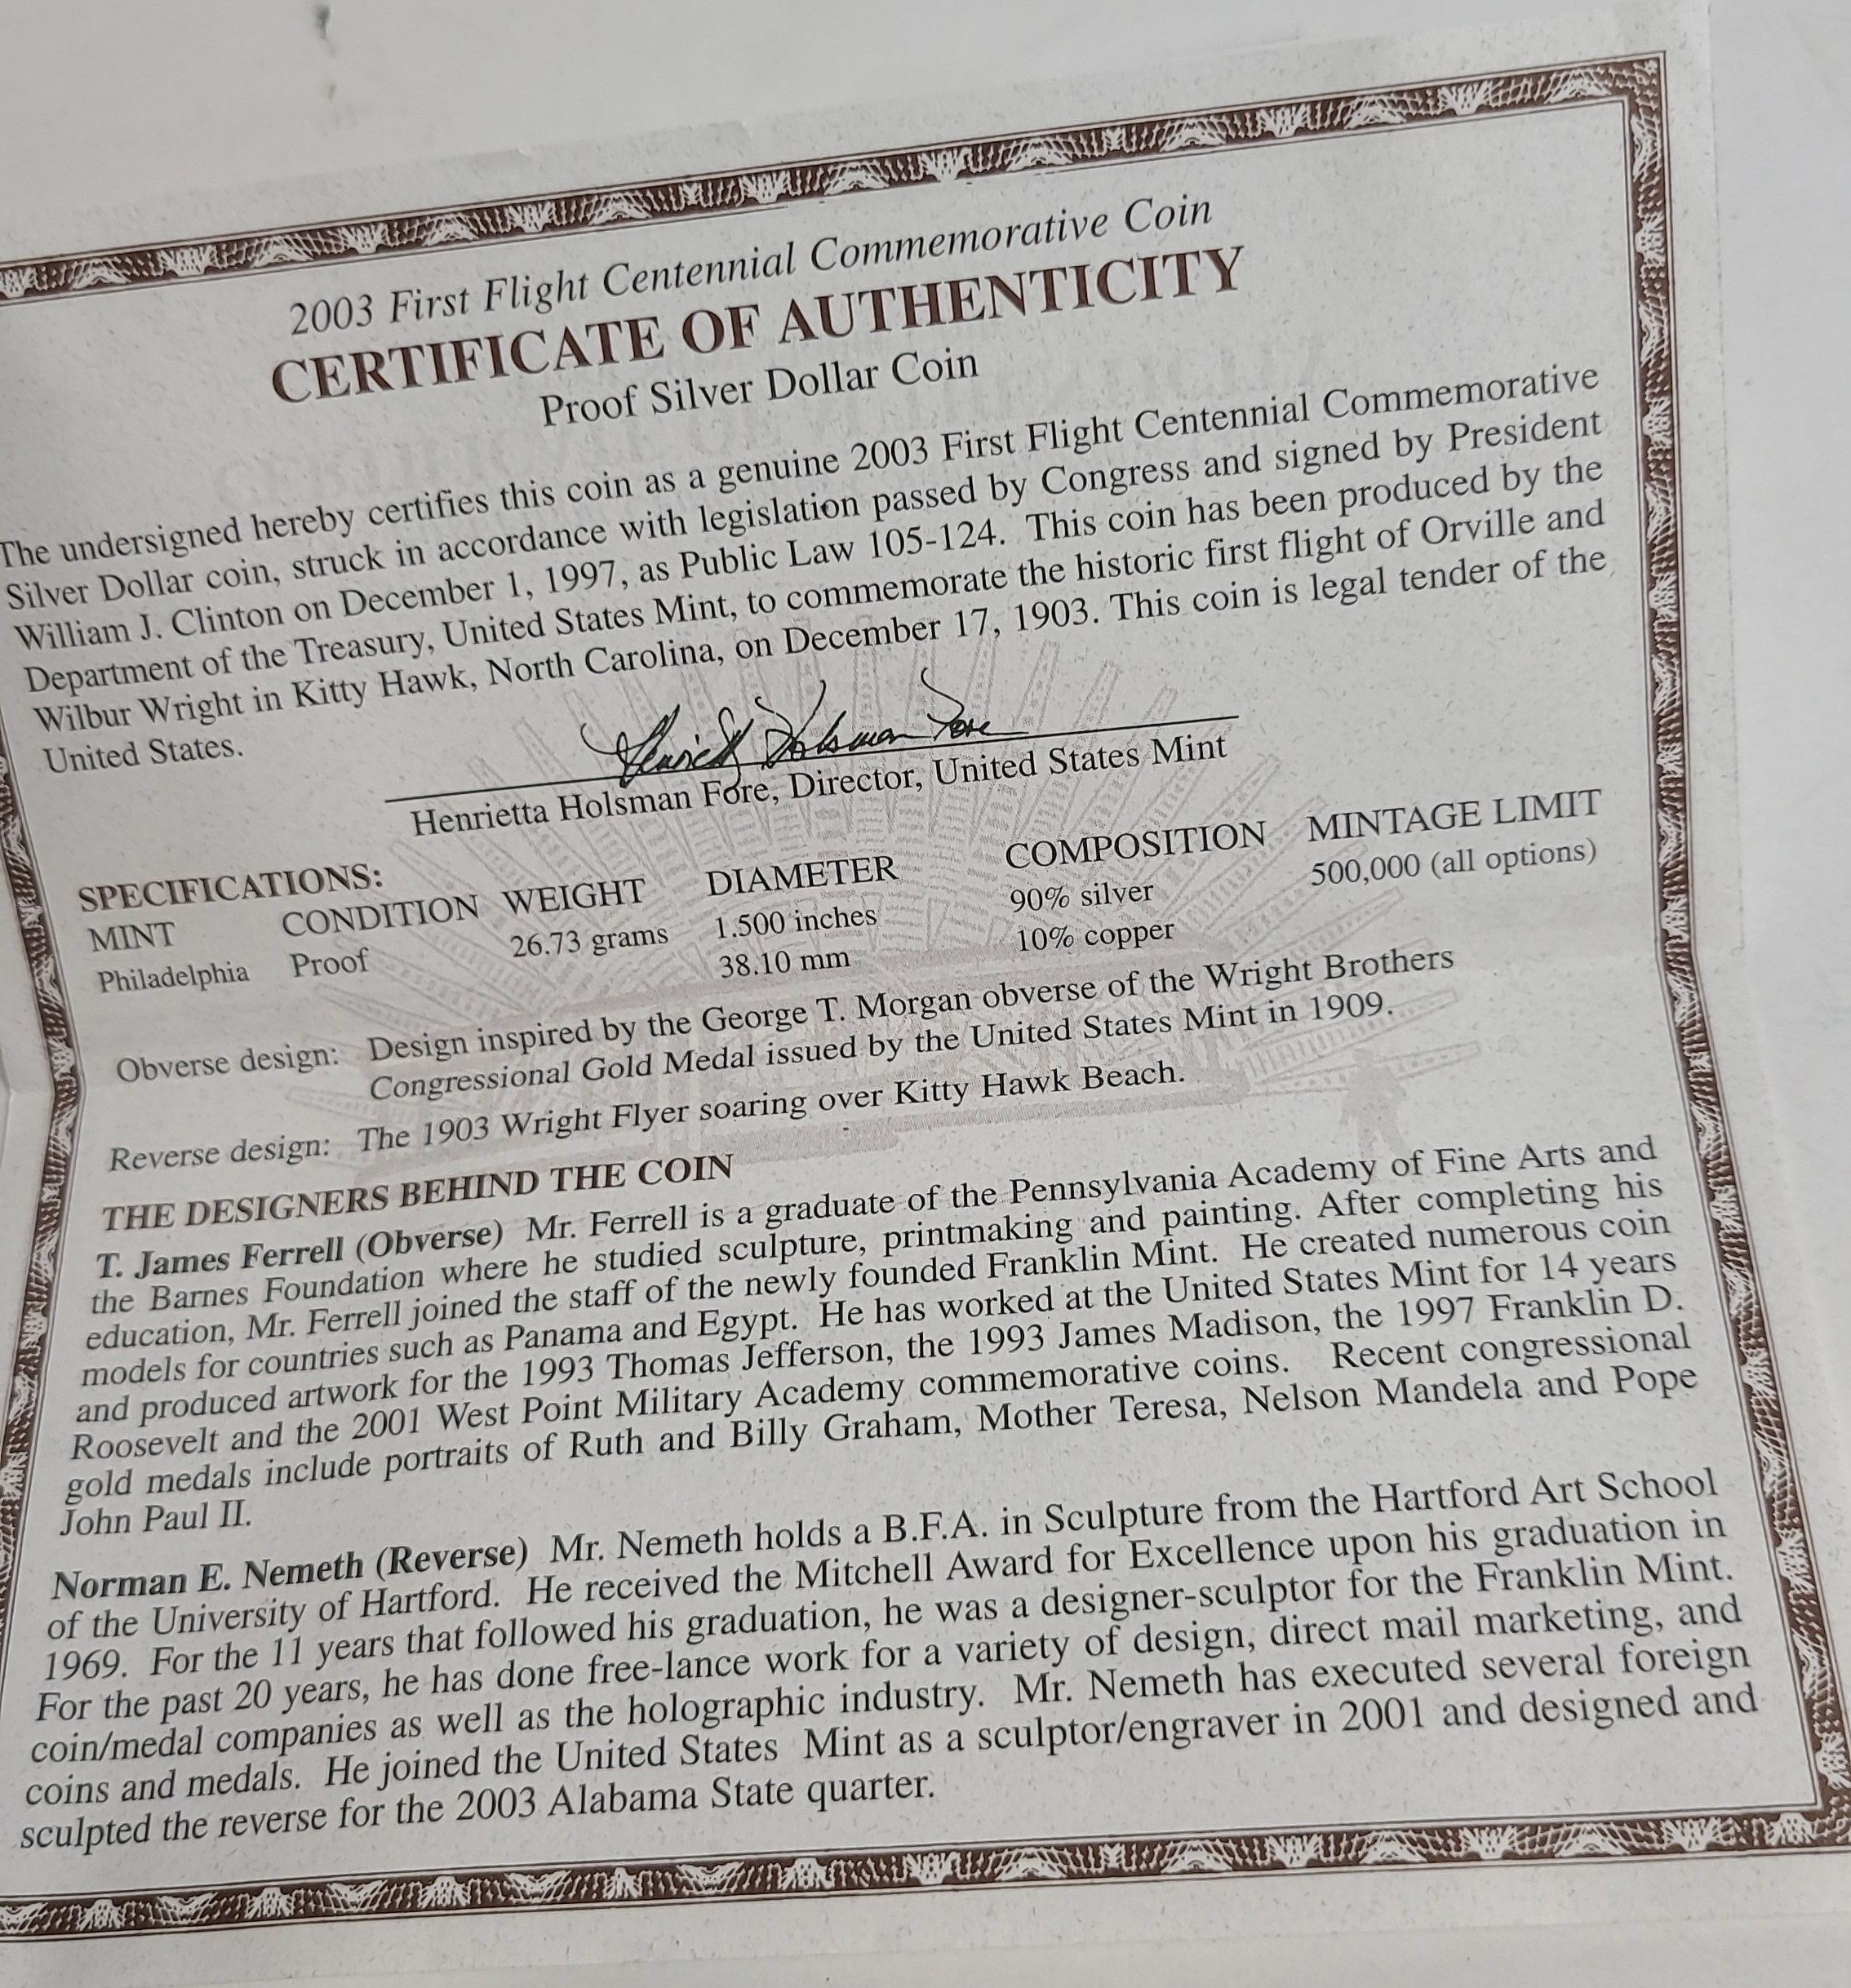 2003 First Flight Centennial Commemorative Coin
CERTIFICATE OF AUTHENTICITY
Proof Silver Dollar Coin
The undersigned hereby certifies this coin as a genuine 2003 First Flight Centennial Commemorative
Silver Dollar coin, struck in accordance with legislation passed by Congress and signed by President
William J. Clinton on December 1, 1997, as Public Law 105-124. This coin has been produced by the
Department of the Treasury, United States Mint, to commemorate the historic first flight of Orville and
Wilbur Wright in Kitty Hawk, North Carolina, on December 17, 1903. This coin is legal tender of the
United States.
Henrietta Holsman Fore
Henrietta Holsman Fore, Director, United States Mint
SPECIFICATIONS:
MINT CONDITION WEIGHT DIAMETER COMPOSITION MINTAGE LIMIT
Philadelphia Proof 26.73 grams 1.500 inches 90% silver 500,000 (all options)
38.10 mm 10% copper
Obverse design: Design inspired by the George T. Morgan obverse of the Wright Brothers
Congressional Gold Medal issued by the United States Mint in 1909.
Reverse design: The 1903 Wright Flyer soaring over Kitty Hawk Beach.
THE DESIGNERS BEHIND THE COIN
T. James Ferrell (Obverse) Mr. Ferrell is a graduate of the Pennsylvania Academy of Fine Arts and
the Barnes Foundation where he studied sculpture, printmaking and painting. After completing his
education, Mr. Ferrell joined the staff of the newly founded Franklin Mint. He created numerous coin
models for countries such as Panama and Egypt. He has worked at the United States Mint for 14 years
and produced artwork for the 1993 Thomas Jefferson, the 1993 James Madison, the 1997 Franklin D.
Roosevelt and the 2001 West Point Military Academy commemorative coins. Recent congressional
gold medals include portraits of Ruth and Billy Graham, Mother Teresa, Nelson Mandela and Pope
John Paul II.
Norman E. Nemeth (Reverse) Mr. Nemeth holds a B.F.A. in Sculpture from the Hartford Art School
of the University of Hartford. He received the Mitchell Award for Excellence upon his graduation in
1969. For the 11 years that followed his graduation, he was a designer-sculptor for the Franklin Mint.
For the past 20 years, he has done free-lance work for a variety of design, direct mail marketing, and
coin/medal companies as well as the holographic industry. Mr. Nemeth has executed several foreign
coins and medals. He joined the United States Mint as a sculptor/engraver in 2001 and designed and
sculpted the reverse for the 2003 Alabama State quarter.